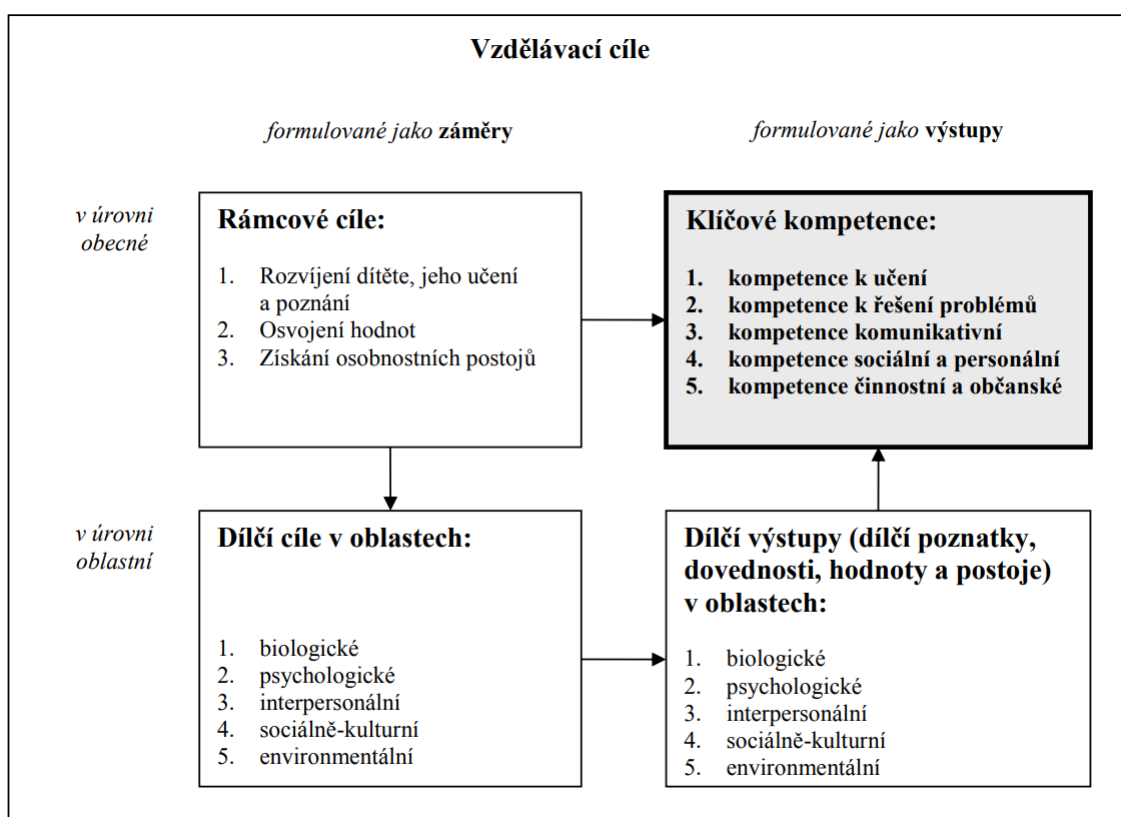 Vzdělávací cíle
formulované jako záměry
formulované jako výstupy
v úrovni
obecné
Rámcové cíle:
1. Rozvíjení dítěte, jeho učení
a poznání
2. Osvojení hodnot
3. Získání osobnostních postojů
Klíčové kompetence:
1. kompetence k učení
2. kompetence k řešení problémů
3. kompetence komunikativní
4. kompetence sociální a personální
5. kompetence činnostní a občanské
v úrovni
oblastní
Dílčí cíle v oblastech:
1. biologické
2. psychologické
3. interpersonální
4. sociálně-kulturní
5. environmentální
Dílčí výstupy (dílčí poznatky,
dovednosti, hodnoty a postoje)
v oblastech:
1. biologické
2. psychologické
3. interpersonální
4. sociálně-kulturní
5. environmentální